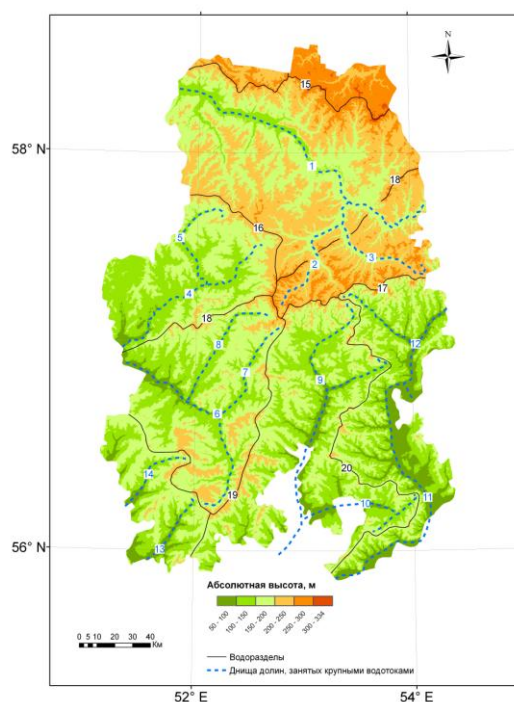 52° E 54° E
N
15
58° N
1
18
5
16
2
3
17
4
18
8
12
7
9
6
14
20
19
11
10
56° N
13
Абсолютная высота, м
50 - 100 100 - 150 150 - 200 200 - 250 250 - 300 300 - 334
0 5 10 20 30 40
Км
Водоразделы
Днища долин, занятых крупными водотоками
52° E 54° E